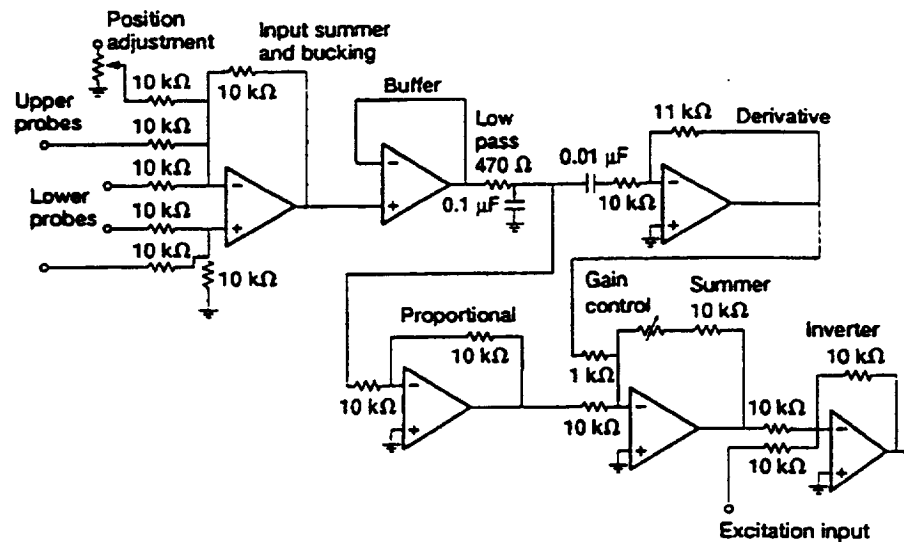 Position
adjustment
Input summer
and bucking
10 kΩ
10 kΩ
Upper
probes
10 kΩ
10 kΩ
Lower
probes
10 kΩ
10 kΩ
10 kΩ
−
+
Buffer
−
+
Low
pass
470 Ω
0.1 µF
0.01 µF
10 kΩ
11 kΩ
Derivative
−
+
Proportional
10 kΩ
10 kΩ
−
+
Gain
control
Summer
10 kΩ
1 kΩ
10 kΩ
−
+
Inverter
10 kΩ
10 kΩ
10 kΩ
−
+
Excitation input